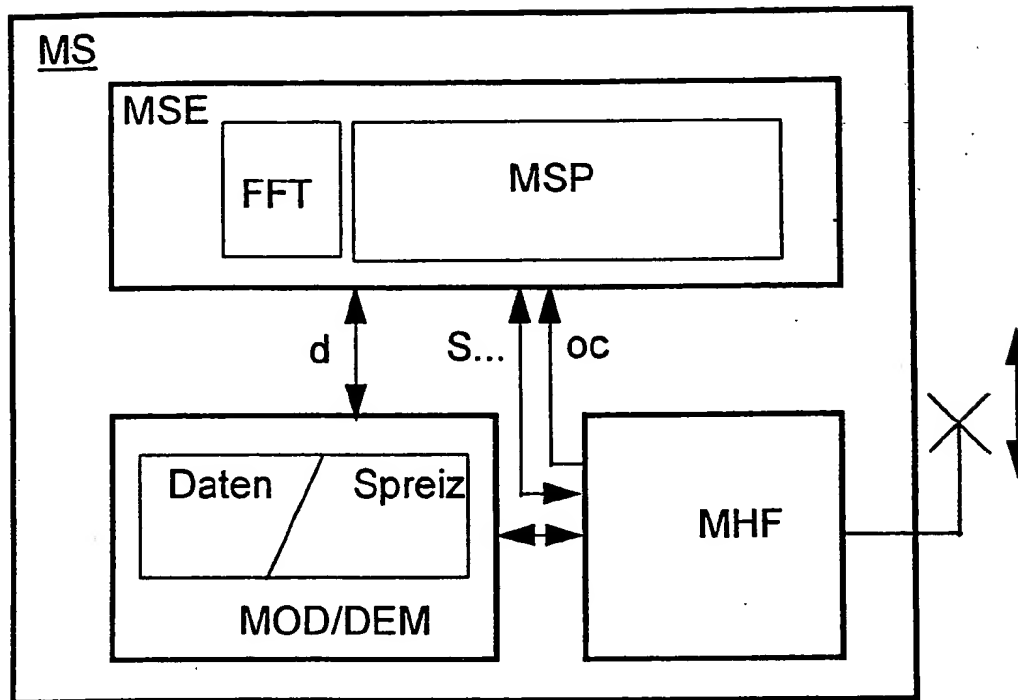 MS
MSE
FFT
MSP
d
S...
oc
Daten
Spreiz
MHF
MOD/DEM